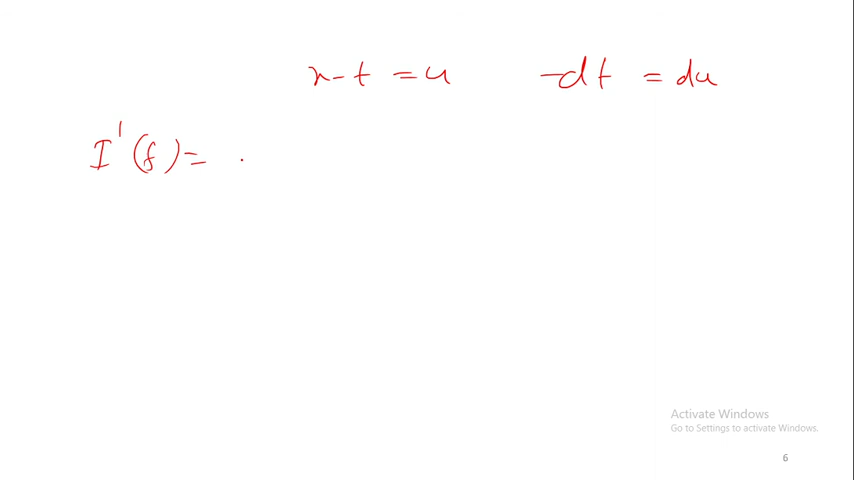 x - t = u   -dt = du
I'(f) =
Activate Windows
Go to Settings to activate Windows.
6